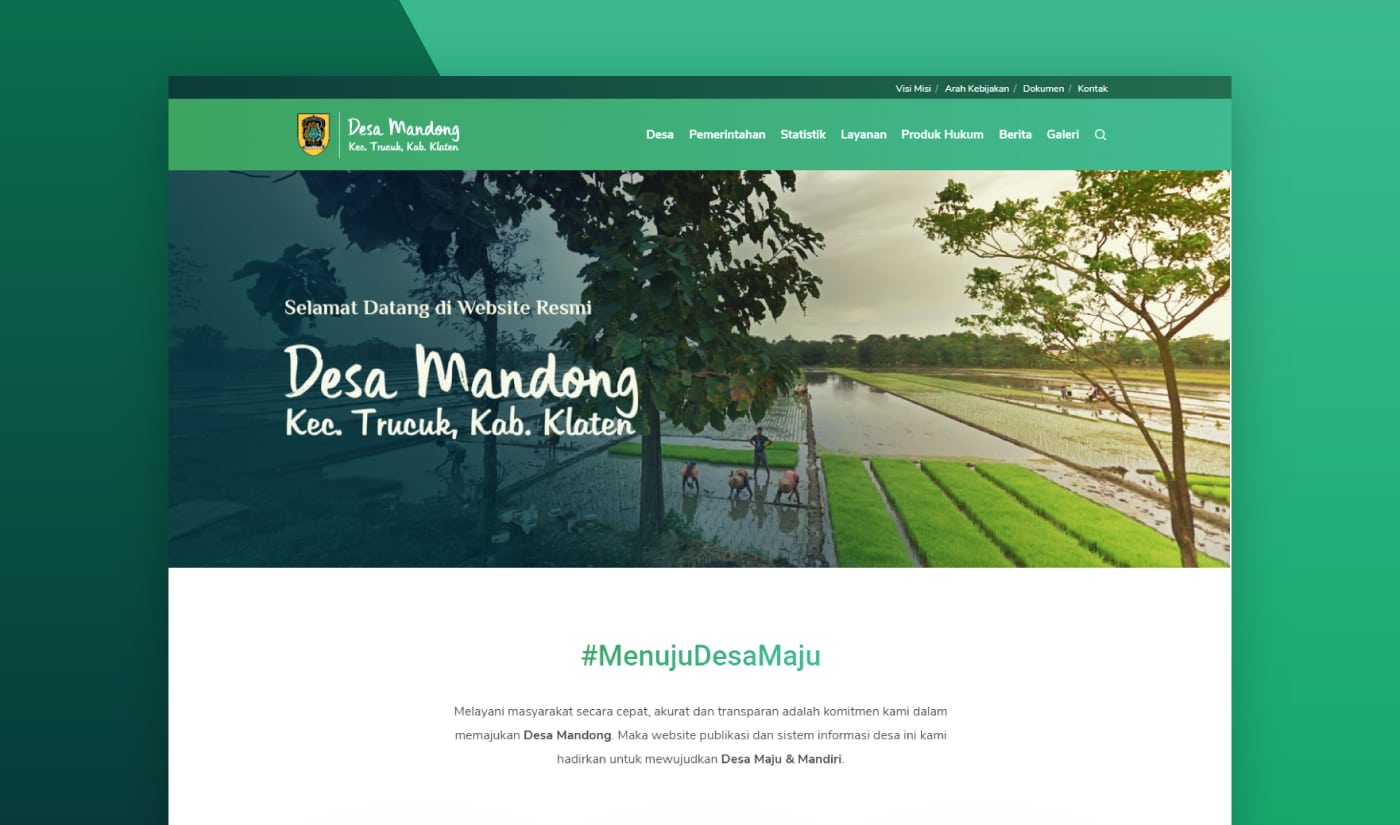 Visi Misi / Arah Kebijakan / Dokumen / Kontak
Desa Mandong
Kec. Trucuk, Kab. Klaten
Desa Pemerintahan Statistik Layanan Produk Hukum Berita Galeri
Selamat Datang di Website Resmi
Desa Mandong
Kec. Trucuk, Kab. Klaten
#MenujuDesaMaju
Melayani masyarakat secara cepat, akurat dan transparan adalah komitmen kami dalam
memajukan Desa Mandong. Maka website publikasi dan sistem informasi desa ini kami
hadirkan untuk mewujudkan Desa Maju & Mandiri.